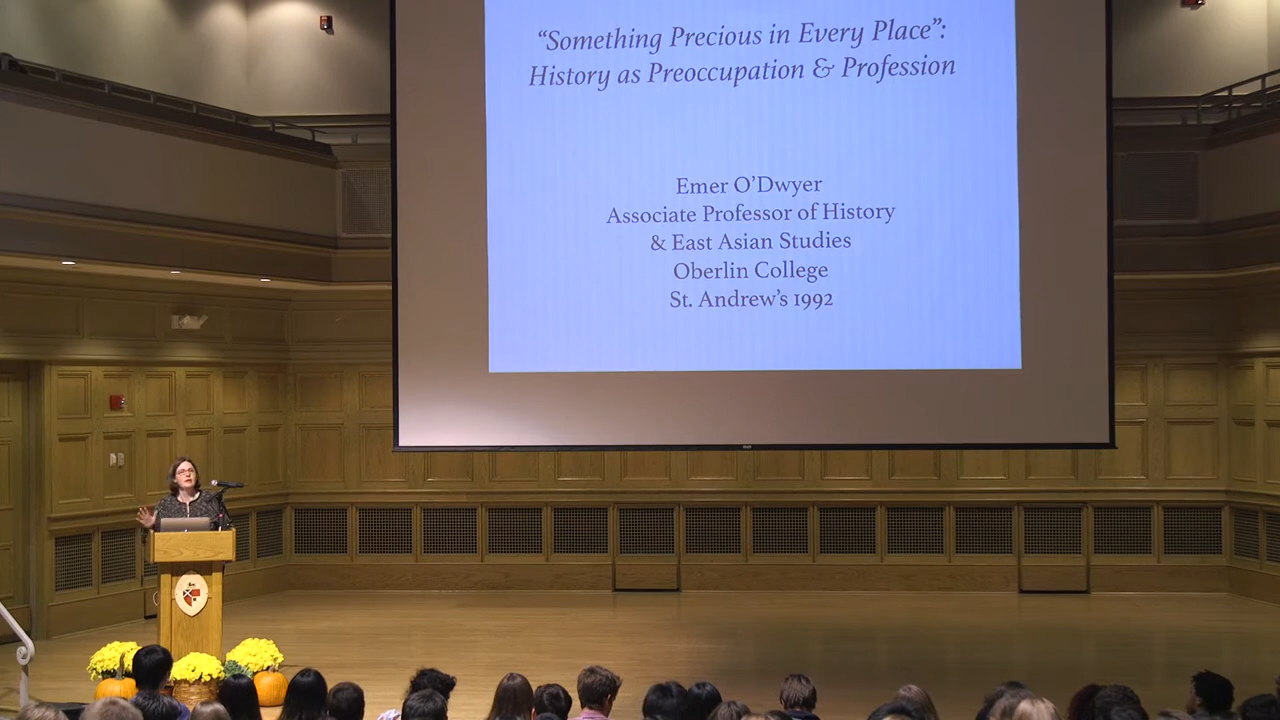 “Something Precious in Every Place”:
History as Preoccupation & Profession
Emer O’Dwyer
Associate Professor of History
& East Asian Studies
Oberlin College
St. Andrew’s 1992